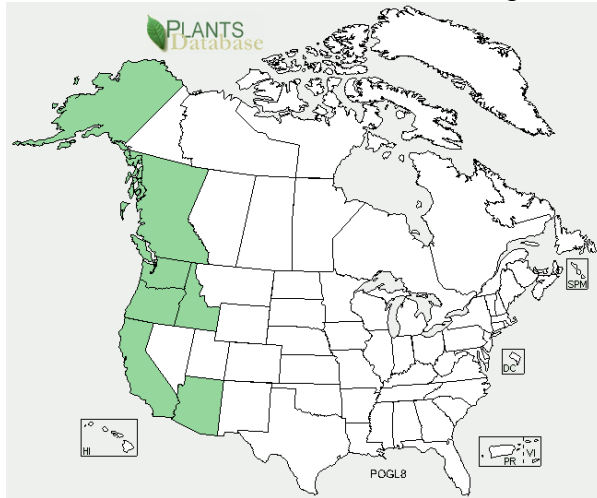 PLANTS
Database
SPM
DC
HI
PR
VI
POGL8